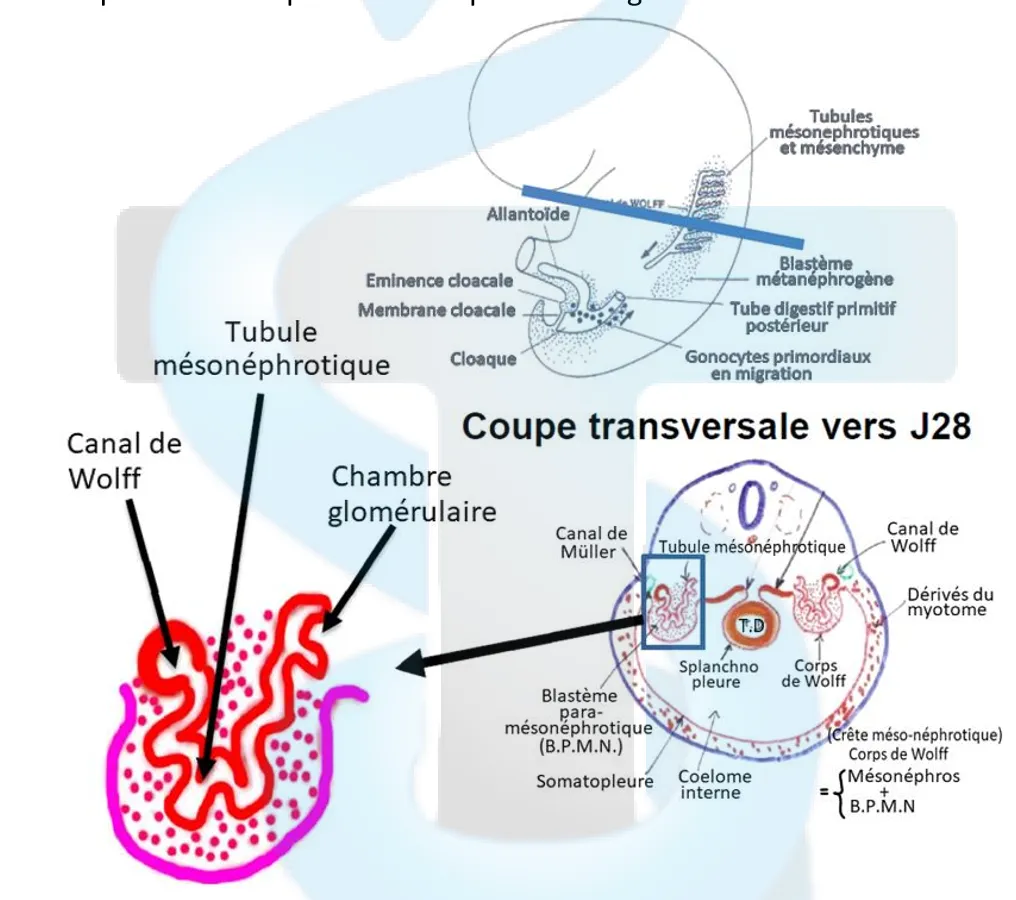 Tubules
mésonephrotiques
et mésenchyme
WOLFF
Allantoïde
Eminence cloacale
Membrane cloacale
Cloaque
Blastème
métanéphrogène
Tube digestif primitif
postérieur
Gonocytes primordiaux
en migration
Tubule
mésonéphrotique
Canal de
Wolff
Chambre
glomérulaire
Coupe transversale vers J28
Canal de
Müller
Tubule mésonéphrotique
Canal de
Wolff
Dérivés du
myotome
T.D
Splanchno
pleure
Corps
de Wolff
Blastème
para-
mésonéphrotique
(B.P.M.N.)
Somatopleure
Coelome
interne
(Crête méso-néphrotique)
Corps de Wolff
= { Mésonéphros
+
B.P.M.N